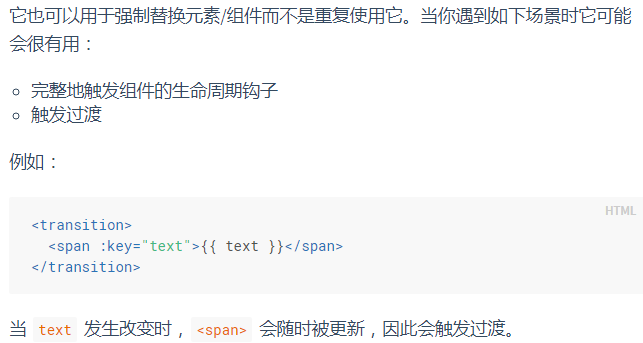 它也可以用于强制替换元素/组件而不是重复使用它。当你遇到如下场景时它可能
会很有用：
完整地触发组件的生命周期钩子
触发过渡
例如：
HTML
<transition>
  <span :key="text">{{ text }}</span>
</transition>
当 text 发生改变时，<span> 会随时被更新，因此会触发过渡。